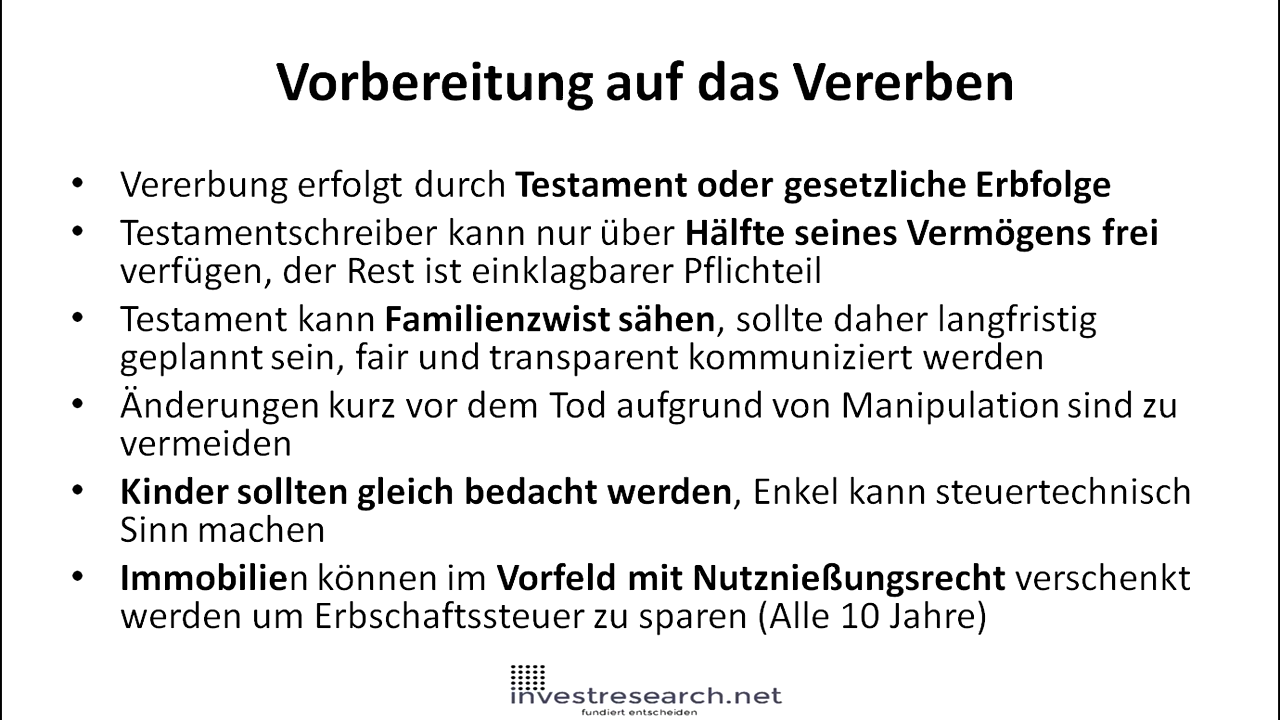 Vorbereitung auf das Vererben
• Vererbung erfolgt durch Testament oder gesetzliche Erbfolge
• Testamentschreiber kann nur über Hälfte seines Vermögens frei
verfügen, der Rest ist einklagbarer Pflichteil
• Testament kann Familienzwist sähen, sollte daher langfristig
geplannt sein, fair und transparent kommuniziert werden
• Änderungen kurz vor dem Tod aufgrund von Manipulation sind zu
vermeiden
• Kinder sollten gleich bedacht werden, Enkel kann steuertechnisch
Sinn machen
• Immobilien können im Vorfeld mit Nutznießungsrecht verschenkt
werden um Erbschaftssteuer zu sparen (Alle 10 Jahre)
investresearch.net
fundiert entscheiden